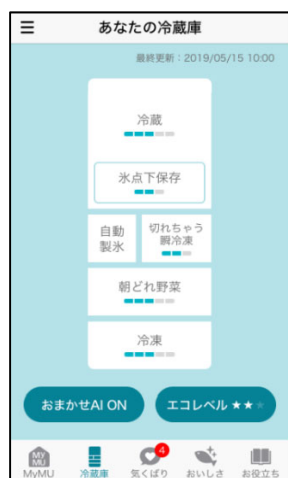 あなたの冷蔵庫
最終更新：2019/05/15 10:00
冷蔵
氷点下保存
自動
製氷
切れちゃう
瞬冷凍
朝どれ野菜
冷凍
おまかせAI ON
エコレベル ★★★
4
MY
MU
MyMU
冷蔵庫
気くばり
おいしさ
お役立ち